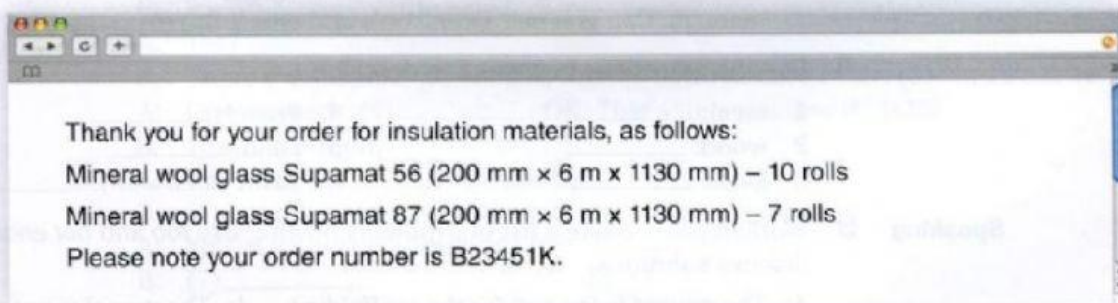 Thank you for your order for insulation materials, as follows:
Mineral wool glass Supamat 56 (200 mm × 6 m x 1130 mm) – 10 rolls
Mineral wool glass Supamat 87 (200 mm × 6 m x 1130 mm) – 7 rolls
Please note your order number is B23451K.